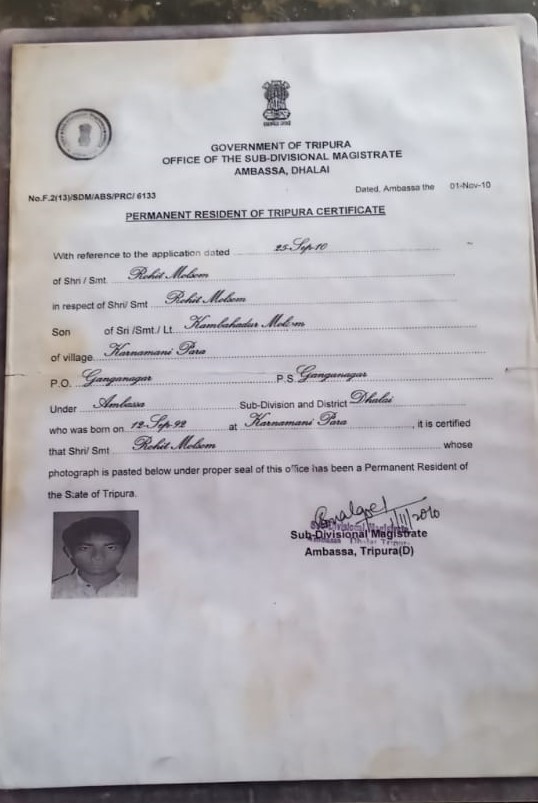 GOVERNMENT OF TRIPURA
OFFICE OF THE SUB-DIVISIONAL MAGISTRATE
AMBASSA, DHALAI
No.F.2(13)/SDM/ABS/PRC/ 6133 Dated, Ambassa the 01-Nov-10
PERMANENT RESIDENT OF TRIPURA CERTIFICATE
With reference to the application dated 25-Sep-10
of Shri / Smt. Rohit Molsom
in respect of Shri/ Smt Rohit Molsom
Son of Sri /Smt./ Lt. Kambahadur Molsom
of village Karnamani Para
P.O. Ganganagar P.S. Ganganagar
Under Ambassa Sub-Division and District Dhalai
who was born on 12-Sep-92 at Karnamani Para , it is certified
that Shri/ Smt Rohit Molsom whose
photograph is pasted below under proper seal of this office has been a Permanent Resident of
the State of Tripura.
1/11/2010
Sub-Divisional Magistrate
Sub-Divisional Magistrate
Ambassa, Tripura(D)